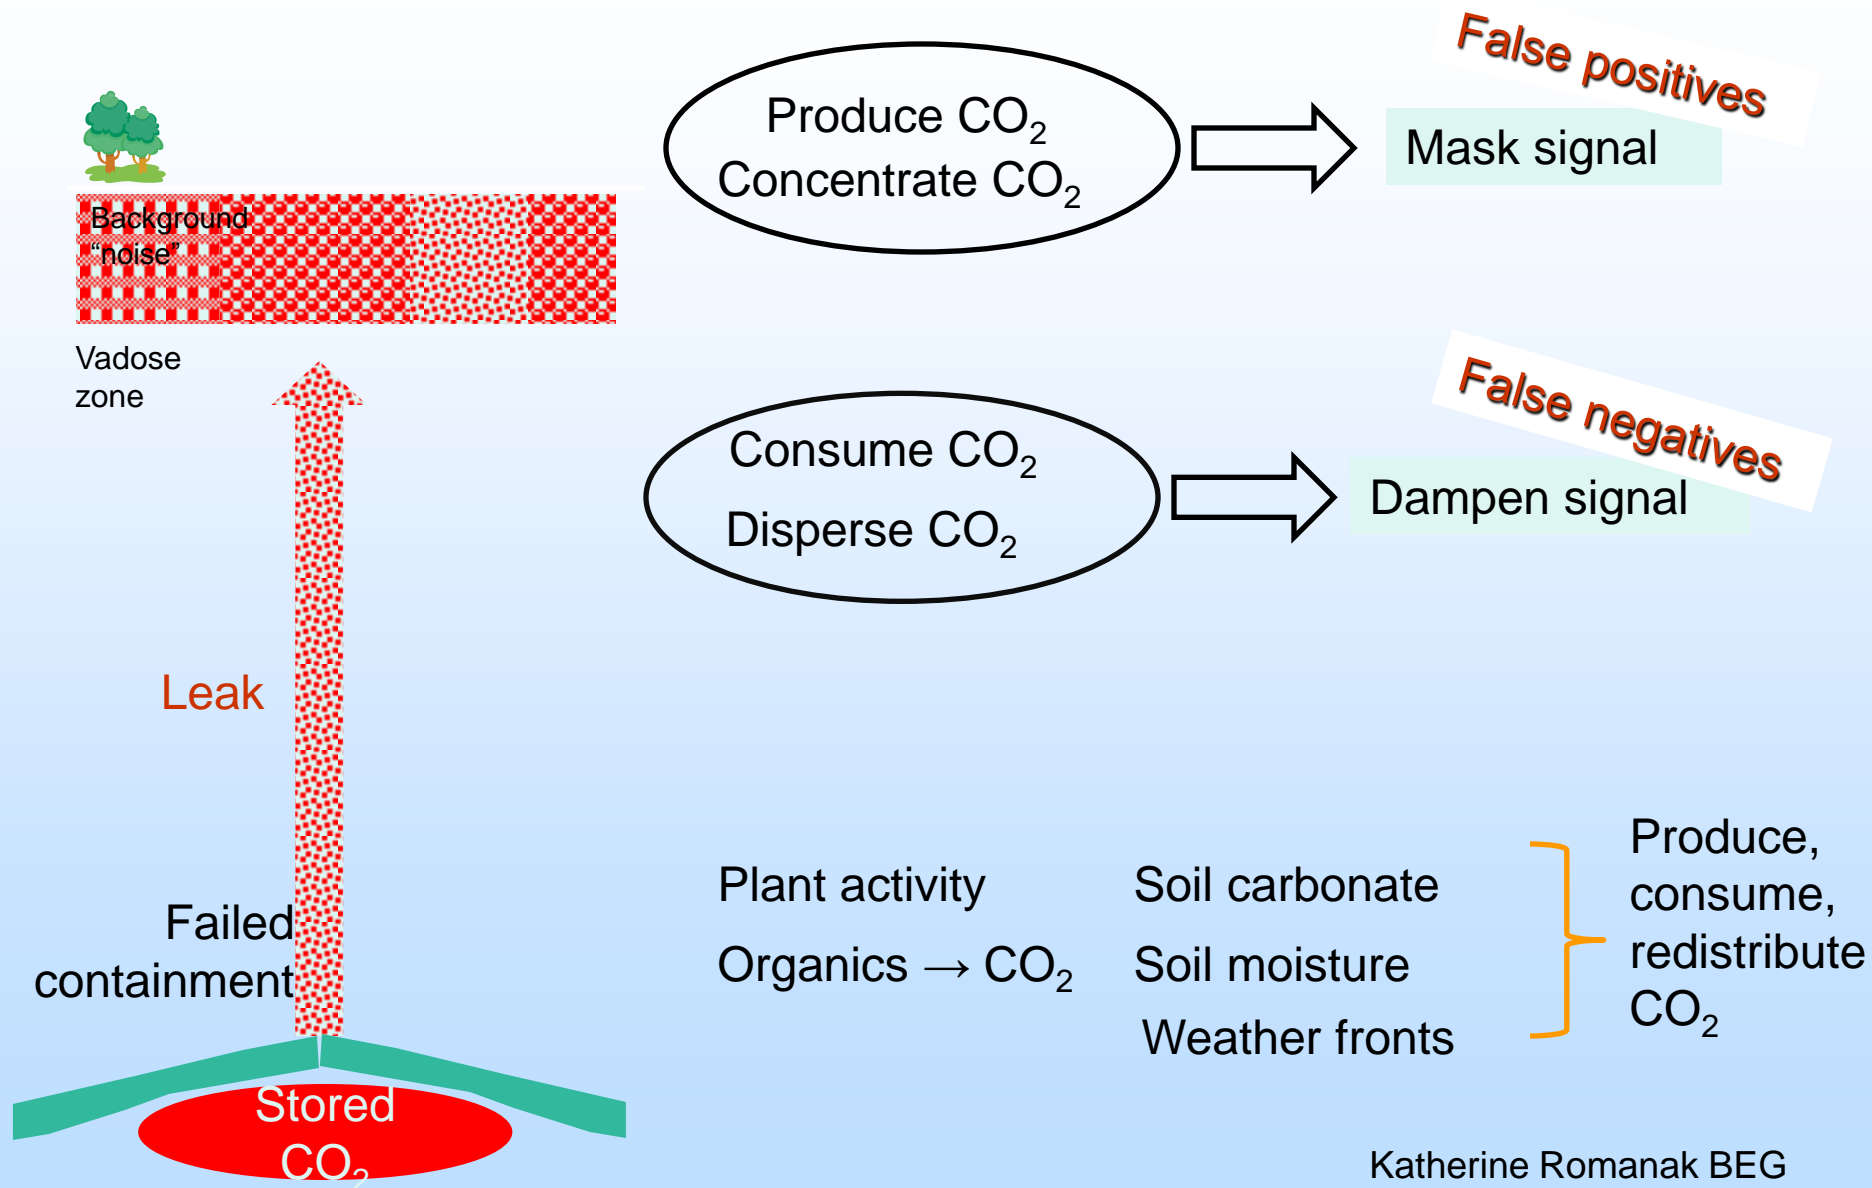 False positives
Produce CO₂
Concentrate CO₂
Mask signal
Background
“noise”
Vadose
zone
False negatives
Consume CO₂
Disperse CO₂
Dampen signal
Leak
Failed
containment
Stored
CO₂
Plant activity
Organics → CO₂
Soil carbonate
Soil moisture
Weather fronts
Produce,
consume,
redistribute
CO₂
Katherine Romanak BEG